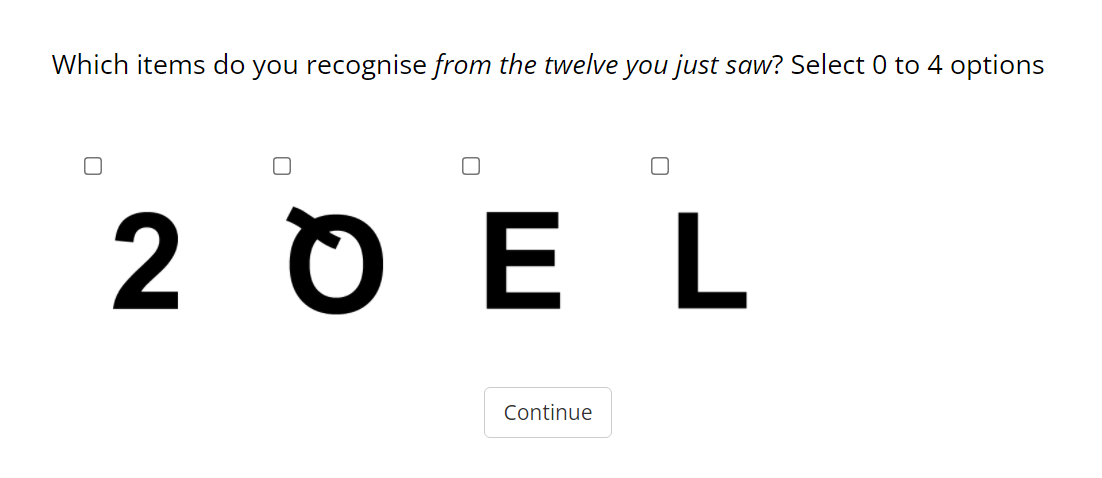 Which items do you recognise from the twelve you just saw? Select 0 to 4 options
2 E L
Continue